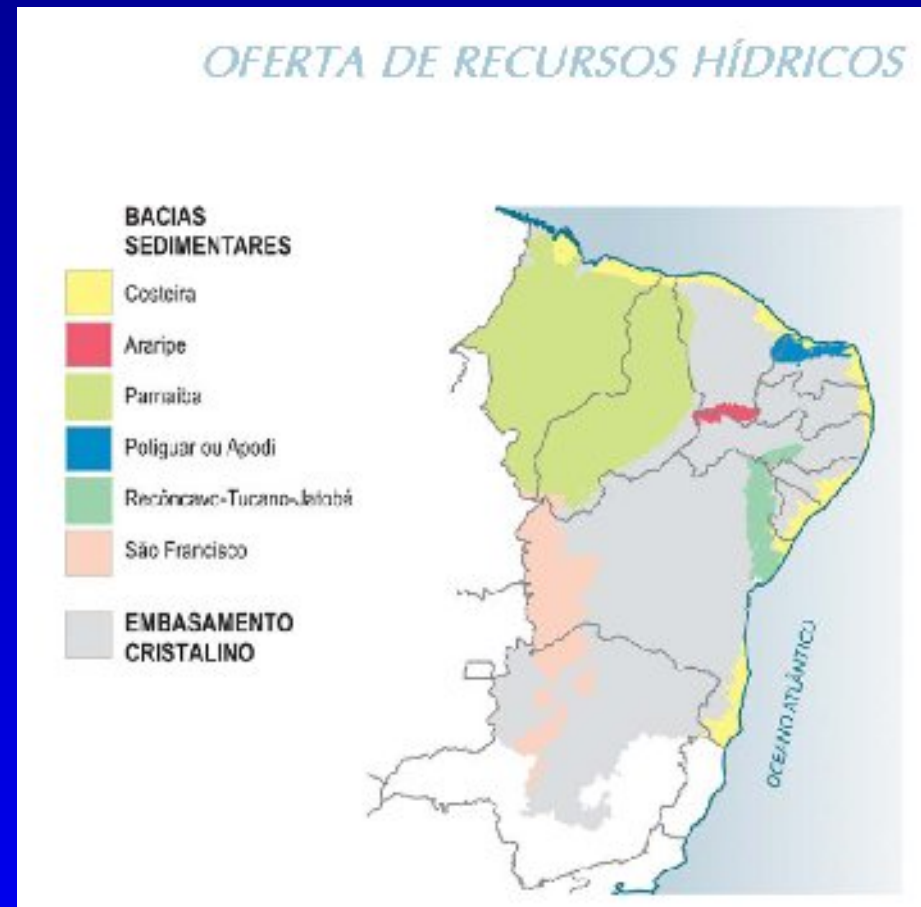 OFERTA DE RECURSOS HÍDRICOS
BACIAS
SEDIMENTARES
Costeira
Araripe
Parnaíba
Potiguar ou Apodi
Recôncavo-Tucano-Jatobá
São Francisco
EMBASAMENTO
CRISTALINO
OCEANO ATLÂNTICO